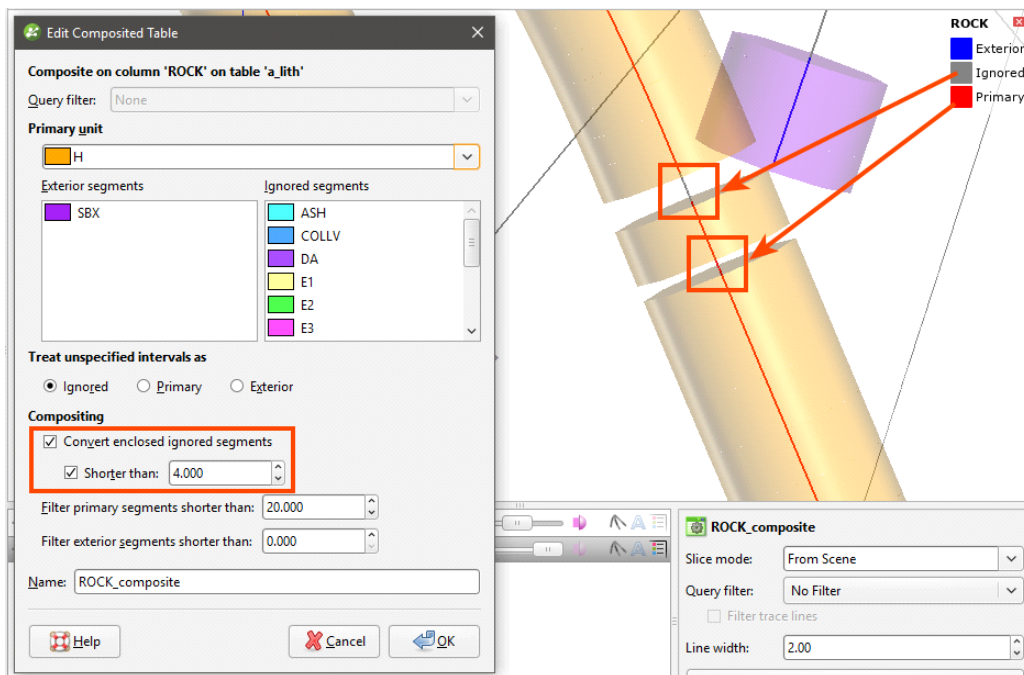 Edit Composited Table
Composite on column 'ROCK' on table 'a_lith'
Query filter: None
Primary unit
H
Exterior segments Ignored segments
SBX
ASH
COLLV
DA
E1
E2
E3
Treat unspecified intervals as
Ignored Primary Exterior
Compositing
Convert enclosed ignored segments
Shorter than: 4.000
Filter primary segments shorter than: 20.000
Filter exterior segments shorter than: 0.000
Name: ROCK_composite
Help Cancel OK
ROCK
Exterior
Ignored
Primary
ROCK_composite
Slice mode: From Scene
Query filter: No Filter
Filter trace lines
Line width: 2.00